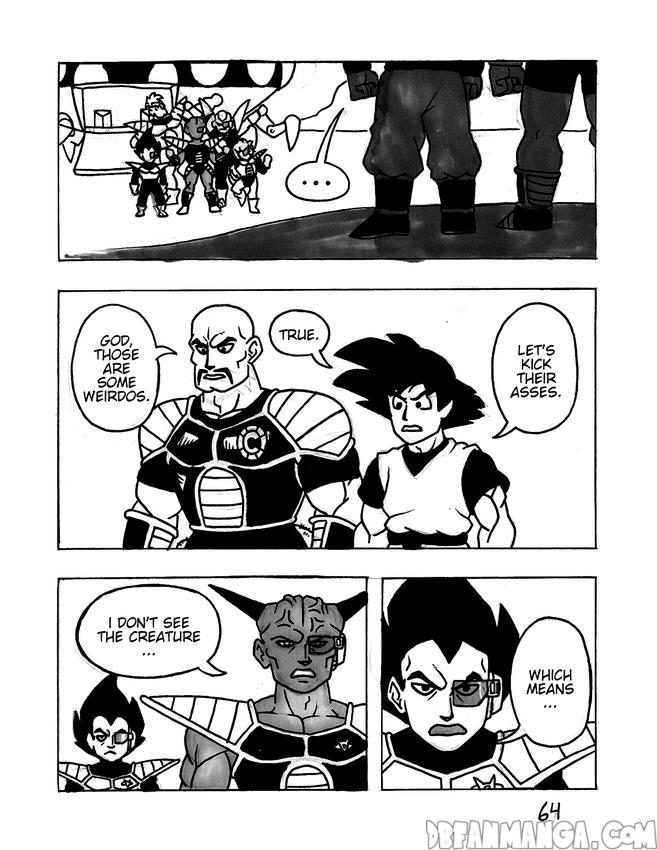 ...
GOD,
THOSE
ARE
SOME
WEIRDOS.
TRUE.
LET'S
KICK
THEIR
ASSES.
C
I DON'T SEE
THE CREATURE
...
WHICH
MEANS
...
64
DBFANMANGA.COM